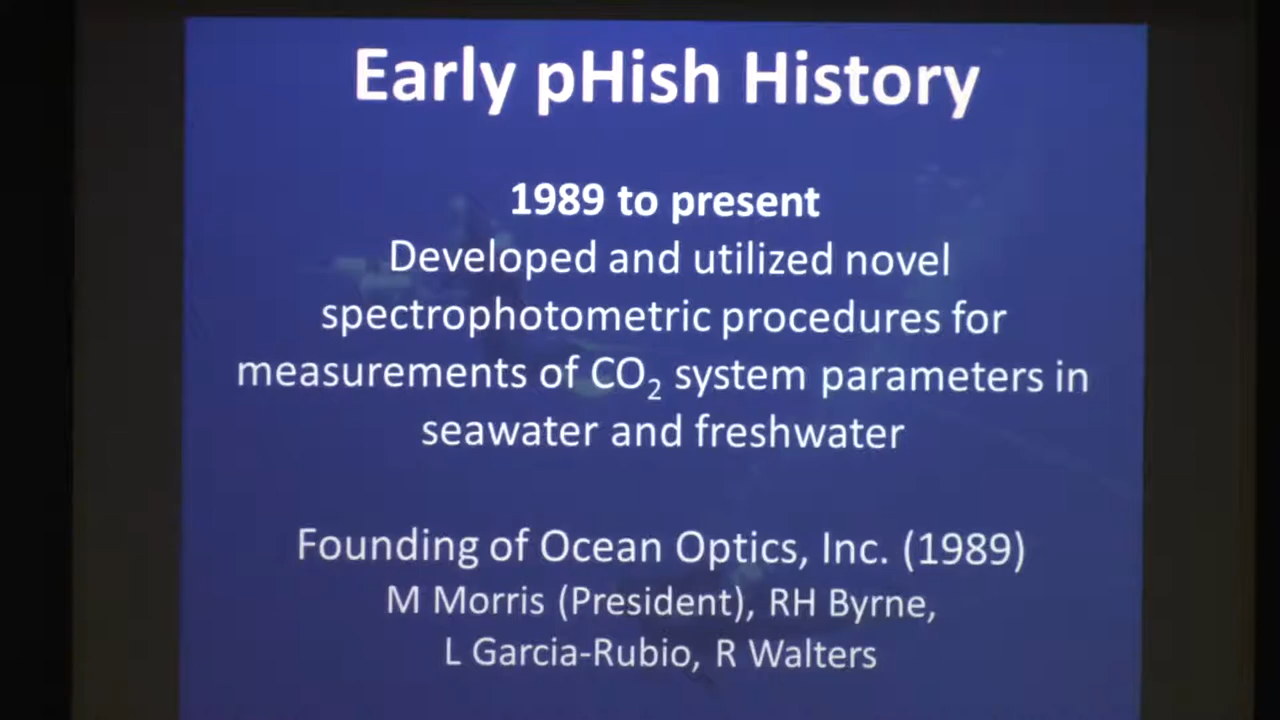 Early pHish History
1989 to present
Developed and utilized novel
spectrophotometric procedures for
measurements of CO₂ system parameters in
seawater and freshwater
Founding of Ocean Optics, Inc. (1989)
M Morris (President), RH Byrne,
L Garcia-Rubio, R Walters